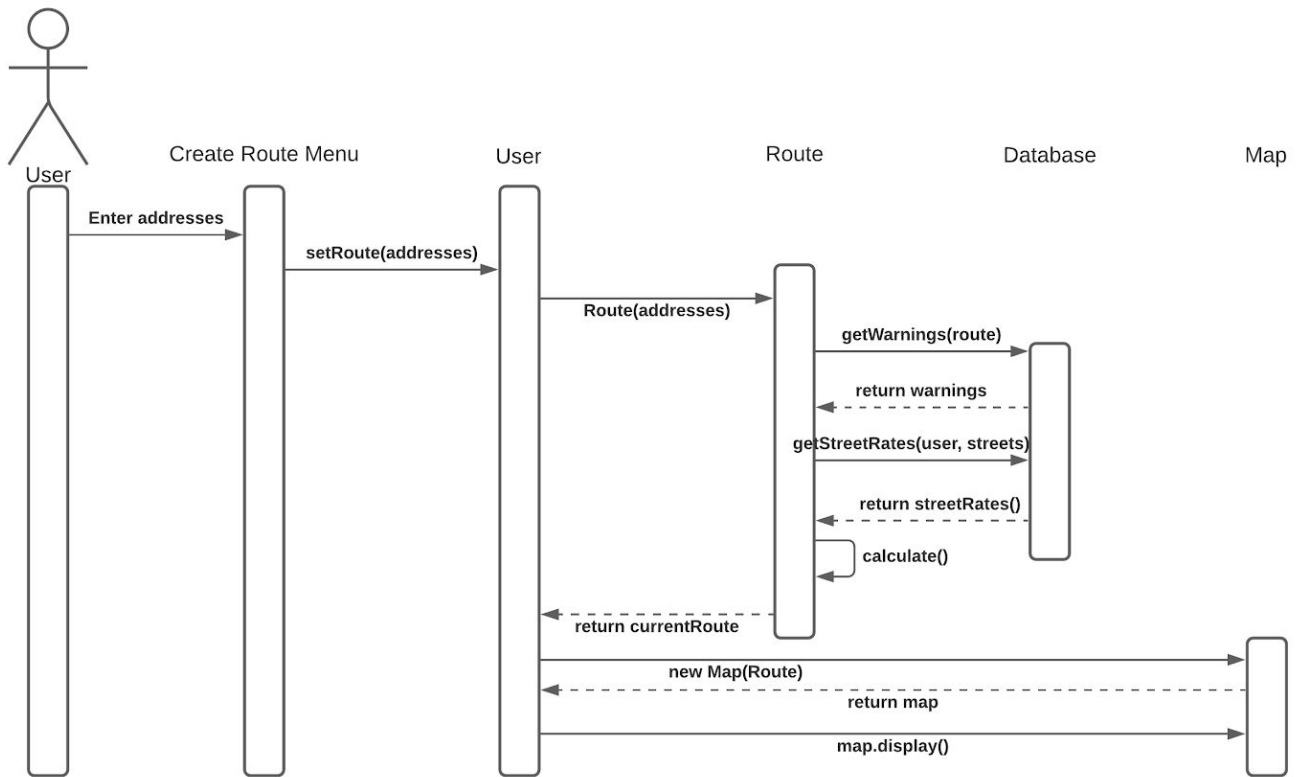 Create Route Menu
User
Route
Database
Map
User
Enter addresses
setRoute(addresses)
Route(addresses)
getWarnings(route)
return warnings
getStreetRates(user, streets)
return streetRates()
calculate()
return currentRoute
new Map(Route)
return map
map.display()